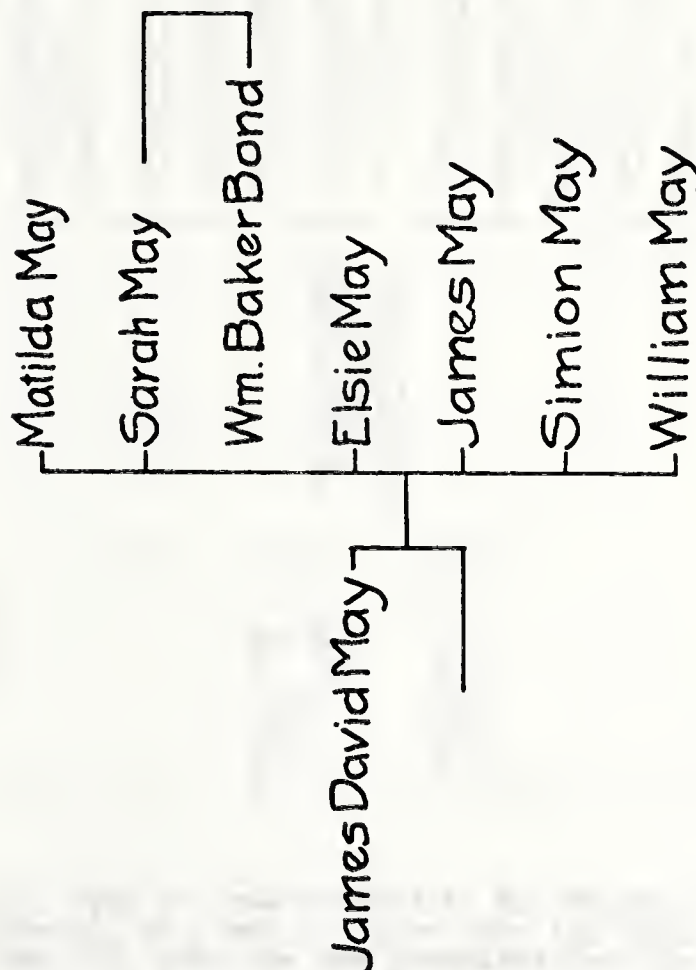 James David May
Matilda May
Sarah May
Wm. Baker Bond
Elsie May
James May
Simion May
William May